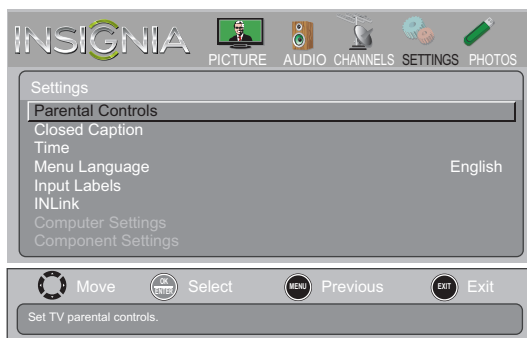 INSIGNIA
PICTURE AUDIO CHANNELS SETTINGS PHOTOS
Settings
Parental Controls
Closed Caption
Time
Menu Language English
Input Labels
INLink
Computer Settings
Component Settings
Move OK ENTER Select MENU Previous EXIT Exit
Set TV parental controls.